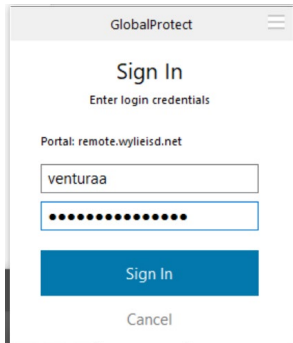 GlobalProtect
Sign In
Enter login credentials
Portal: remote.wylieisd.net
venturaa
●●●●●●●●●●●●●●●
Sign In
Cancel